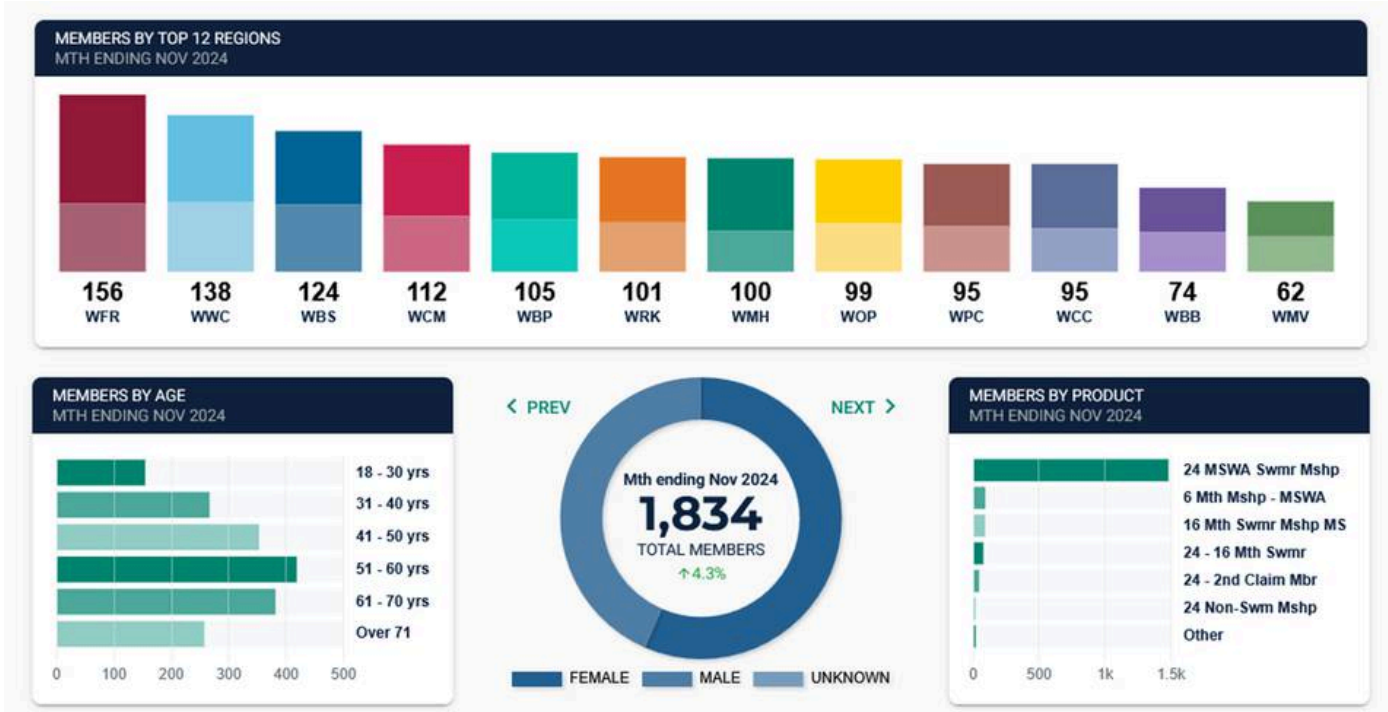 MEMBERS BY TOP 12 REGIONS
MTH ENDING NOV 2024
156 138 124 112 105 101 100 99 95 95 74 62
WFR WWC WBS WCM WBP WRK WMH WOP WPC WCC WBB WMV
MEMBERS BY AGE
MTH ENDING NOV 2024
18 - 30 yrs
31 - 40 yrs
41 - 50 yrs
51 - 60 yrs
61 - 70 yrs
Over 71
0 100 200 300 400 500
PREV NEXT
Mth ending Nov 2024
1,834
TOTAL MEMBERS
↑4.3%
FEMALE MALE UNKNOWN
MEMBERS BY PRODUCT
MTH ENDING NOV 2024
24 MSWA Swmr Mshp
6 Mth Mshp - MSWA
16 Mth Swmr Mshp MS
24 - 16 Mth Swmr
24 - 2nd Claim Mbr
24 Non-Swm Mshp
Other
0 500 1k 1.5k